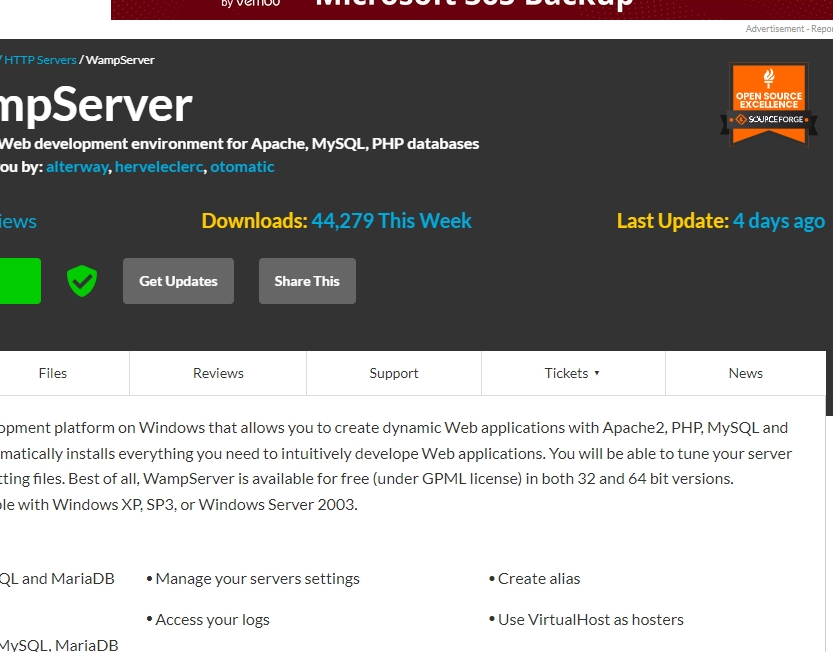 by
Microsoft 365 Backup
Advertisement - Repor
/ HTTP Servers / WampServer
mpServer
Web development environment for Apache, MySQL, PHP databases
ou by: alterway, herveleclerc, otomatic
OPEN SOURCE
EXCELLENCE
SOURCEFORGE
iews
Downloads: 44,279 This Week
Last Update: 4 days ago
Get Updates
Share This
Files
Reviews
Support
Tickets ▾
News
opment platform on Windows that allows you to create dynamic Web applications with Apache2, PHP, MySQL and
matically installs everything you need to intuitively develope Web applications. You will be able to tune your server
tting files. Best of all, WampServer is available for free (under GPML license) in both 32 and 64 bit versions.
le with Windows XP, SP3, or Windows Server 2003.
QL and MariaDB
• Manage your servers settings
• Create alias
• Access your logs
• Use VirtualHost as hosters
MySQL, MariaDB